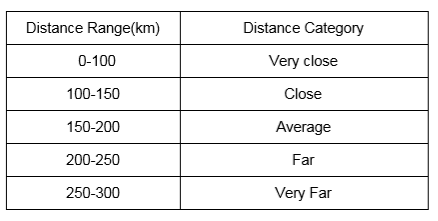 Distance Range(km) Distance Category
0-100 Very close
100-150 Close
150-200 Average
200-250 Far
250-300 Very Far